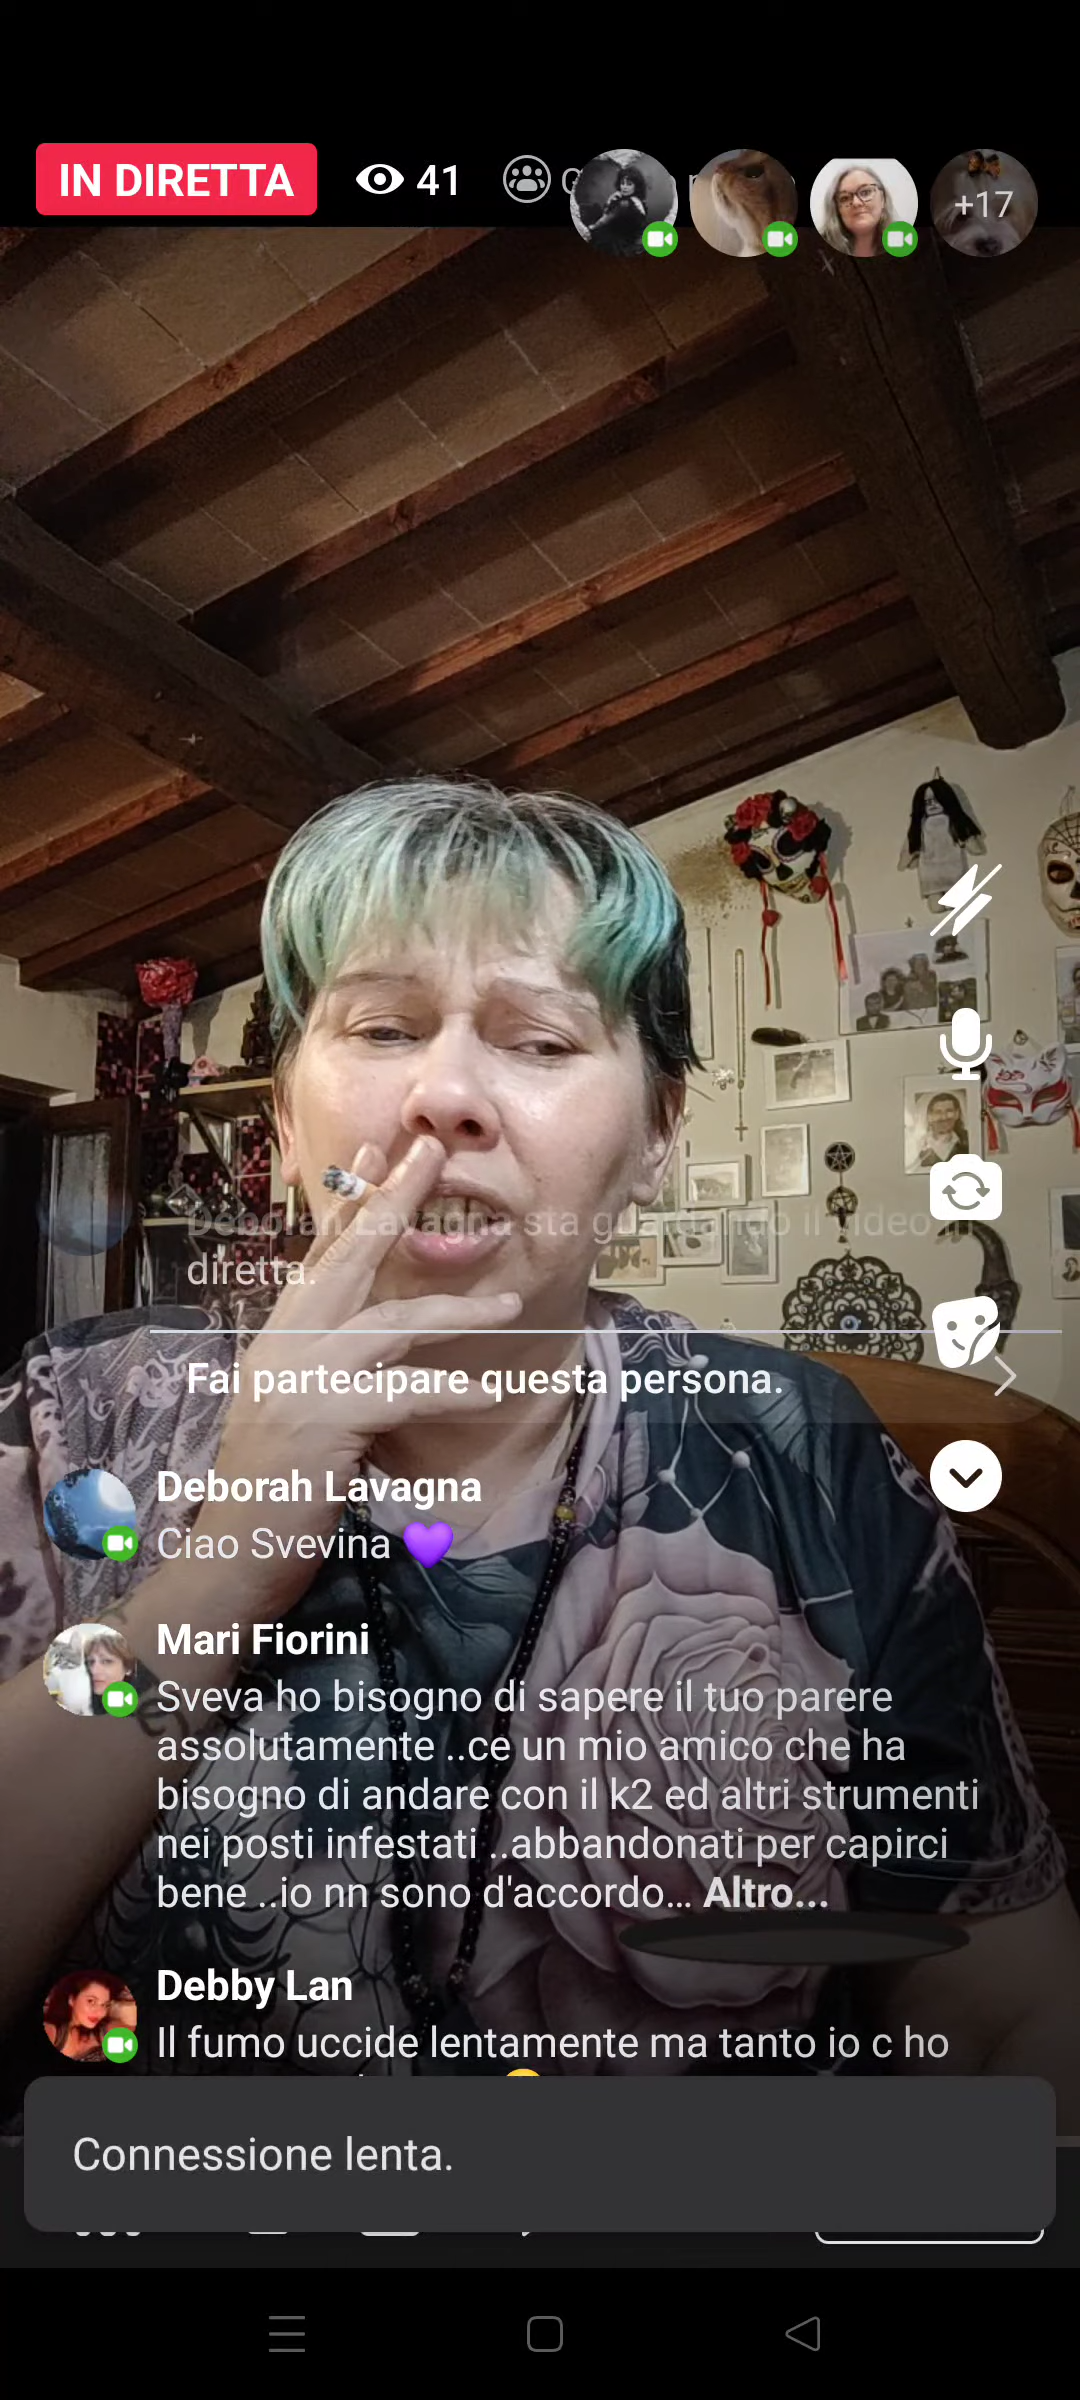 IN DIRETTA
41
+17
Deborah Lavagna sta guardando il video in
diretta.
Fai partecipare questa persona.
Deborah Lavagna
Ciao Svevina 💜
Mari Fiorini
Sveva ho bisogno di sapere il tuo parere
assolutamente ..ce un mio amico che ha
bisogno di andare con il k2 ed altri strumenti
nei posti infestati ..abbandonati per capirci
bene ..io nn sono d'accordo... Altro...
Debby Lan
Il fumo uccide lentamente ma tanto io c ho
Connessione lenta.